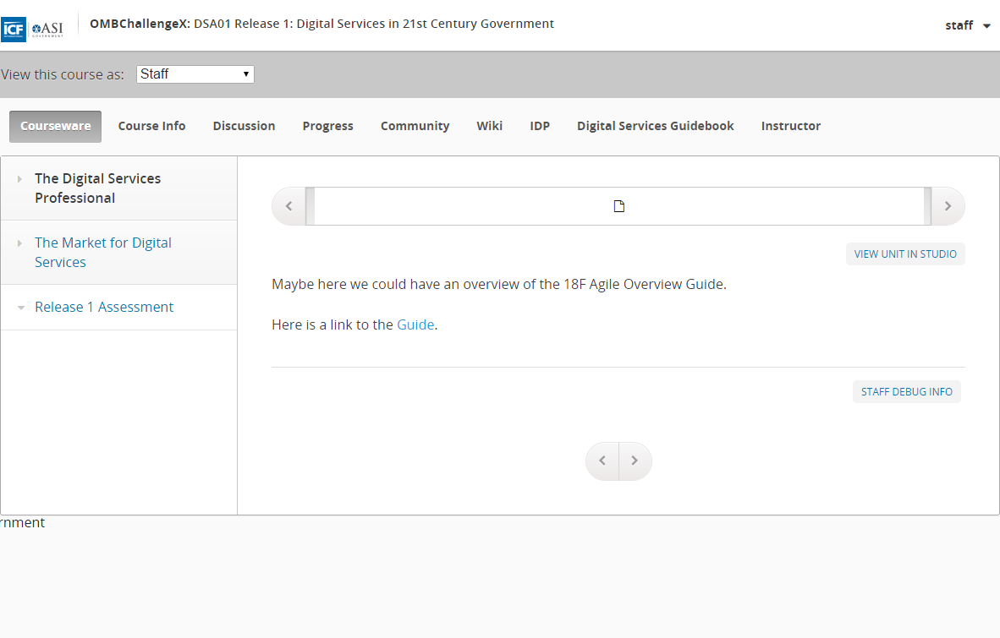 ICF
ASI
GOVERNMENT
OMBChallengeX: DSA01 Release 1: Digital Services in 21st Century Government
staff
View this course as:
Staff
Courseware
Course Info
Discussion
Progress
Community
Wiki
IDP
Digital Services Guidebook
Instructor
The Digital Services
Professional
The Market for Digital
Services
Release 1 Assessment
VIEW UNIT IN STUDIO
Maybe here we could have an overview of the 18F Agile Overview Guide.
Here is a link to the Guide.
STAFF DEBUG INFO
rnment